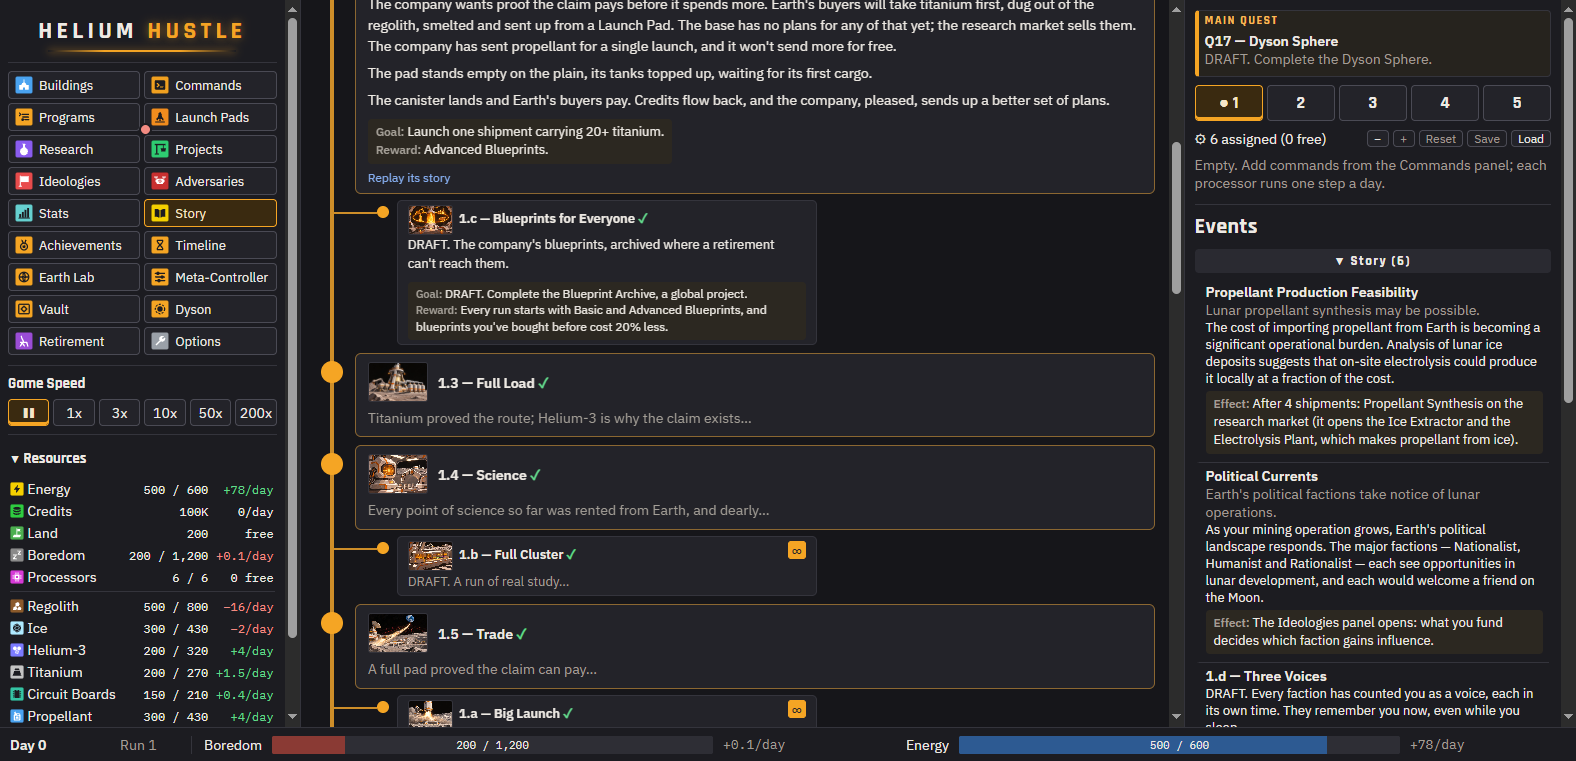 HELIUM HUSTLE
Buildings
Commands
Programs
Launch Pads
Research
Projects
Ideologies
Adversaries
Stats
Story
Achievements
Timeline
Earth Lab
Meta-Controller
Vault
Dyson
Retirement
Options
Game Speed
1x
3x
10x
50x
200x
▼ Resources
Energy 500 / 600 +78/day
Credits 100K 0/day
Land 200 free
Boredom 200 / 1,200 +0.1/day
Processors 6 / 6 0 free
Regolith 500 / 800 −16/day
Ice 300 / 430 −2/day
Helium-3 200 / 320 +4/day
Titanium 200 / 270 +1.5/day
Circuit Boards 150 / 210 +0.4/day
Propellant 300 / 430 +4/day
The company wants proof the claim pays before it spends more. Earth's buyers will take titanium first, dug out of the
regolith, smelted and sent up from a Launch Pad. The base has no plans for any of that yet; the research market sells them.
The company has sent propellant for a single launch, and it won't send more for free.
The pad stands empty on the plain, its tanks topped up, waiting for its first cargo.
The canister lands and Earth's buyers pay. Credits flow back, and the company, pleased, sends up a better set of plans.
Goal: Launch one shipment carrying 20+ titanium.
Reward: Advanced Blueprints.
Replay its story
1.c — Blueprints for Everyone ✓
DRAFT. The company's blueprints, archived where a retirement
can't reach them.
Goal: DRAFT. Complete the Blueprint Archive, a global project.
Reward: Every run starts with Basic and Advanced Blueprints, and
blueprints you've bought before cost 20% less.
1.3 — Full Load ✓
Titanium proved the route; Helium-3 is why the claim exists...
1.4 — Science ✓
Every point of science so far was rented from Earth, and dearly...
1.b — Full Cluster ✓
∞
DRAFT. A run of real study...
1.5 — Trade ✓
A full pad proved the claim can pay...
1.a — Big Launch ✓
∞
MAIN QUEST
Q17 — Dyson Sphere
DRAFT. Complete the Dyson Sphere.
1
2
3
4
5
6 assigned (0 free)
−
+
Reset
Save
Load
Empty. Add commands from the Commands panel; each
processor runs one step a day.
Events
▼ Story (6)
Propellant Production Feasibility
Lunar propellant synthesis may be possible.
The cost of importing propellant from Earth is becoming a
significant operational burden. Analysis of lunar ice
deposits suggests that on-site electrolysis could produce
it locally at a fraction of the cost.
Effect: After 4 shipments: Propellant Synthesis on the
research market (it opens the Ice Extractor and the
Electrolysis Plant, which makes propellant from ice).
Political Currents
Earth's political factions take notice of lunar
operations.
As your mining operation grows, Earth's political
landscape responds. The major factions — Nationalist,
Humanist and Rationalist — each see opportunities in
lunar development, and each would welcome a friend on
the Moon.
Effect: The Ideologies panel opens: what you fund
decides which faction gains influence.
1.d — Three Voices
DRAFT. Every faction has counted you as a voice, each in
its own time. They remember you now, even while you
sleep.
Day 0
Run 1
Boredom 200 / 1,200 +0.1/day
Energy 500 / 600 +78/day